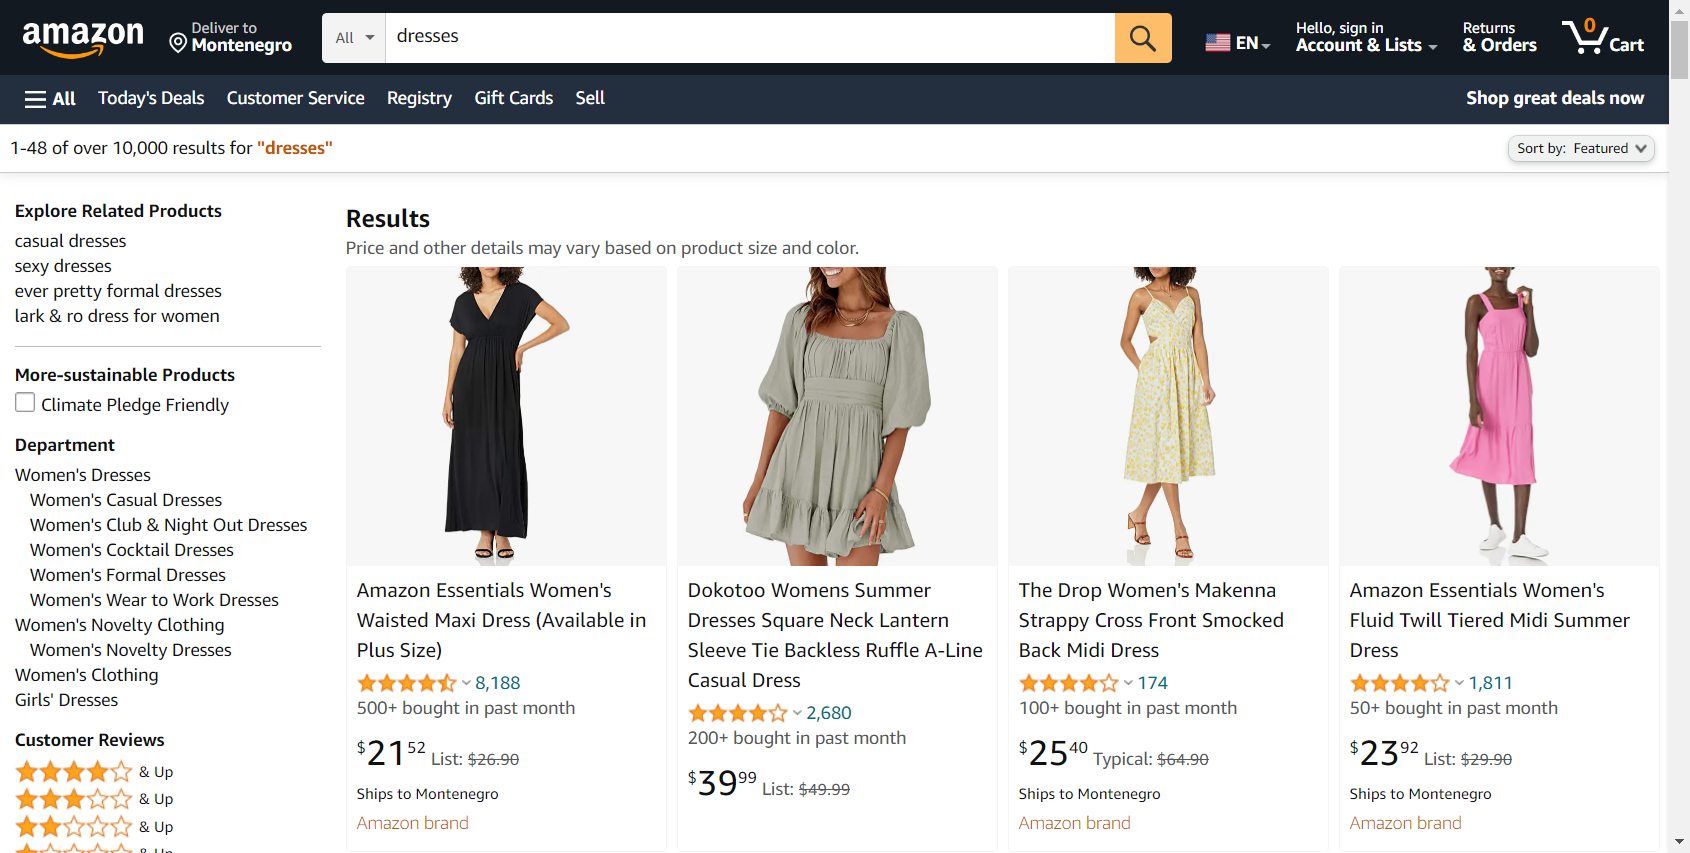 amazon
Deliver to
Montenegro
All
dresses
EN
Hello, sign in
Account & Lists
Returns
& Orders
0
Cart
All
Today's Deals
Customer Service
Registry
Gift Cards
Sell
Shop great deals now
1-48 of over 10,000 results for "dresses"
Sort by: Featured
Explore Related Products
casual dresses
sexy dresses
ever pretty formal dresses
lark & ro dress for women
More-sustainable Products
Climate Pledge Friendly
Department
Women's Dresses
Women's Casual Dresses
Women's Club & Night Out Dresses
Women's Cocktail Dresses
Women's Formal Dresses
Women's Wear to Work Dresses
Women's Novelty Clothing
Women's Novelty Dresses
Women's Clothing
Girls' Dresses
Customer Reviews
& Up
& Up
& Up
Results
Price and other details may vary based on product size and color.
Amazon Essentials Women's
Waisted Maxi Dress (Available in
Plus Size)
8,188
500+ bought in past month
$21 52 List: $26.90
Ships to Montenegro
Amazon brand
Dokotoo Womens Summer
Dresses Square Neck Lantern
Sleeve Tie Backless Ruffle A-Line
Casual Dress
2,680
200+ bought in past month
$39 99 List: $49.99
The Drop Women's Makenna
Strappy Cross Front Smocked
Back Midi Dress
174
100+ bought in past month
$25 40 Typical: $64.90
Ships to Montenegro
Amazon brand
Amazon Essentials Women's
Fluid Twill Tiered Midi Summer
Dress
1,811
50+ bought in past month
$23 92 List: $29.90
Ships to Montenegro
Amazon brand